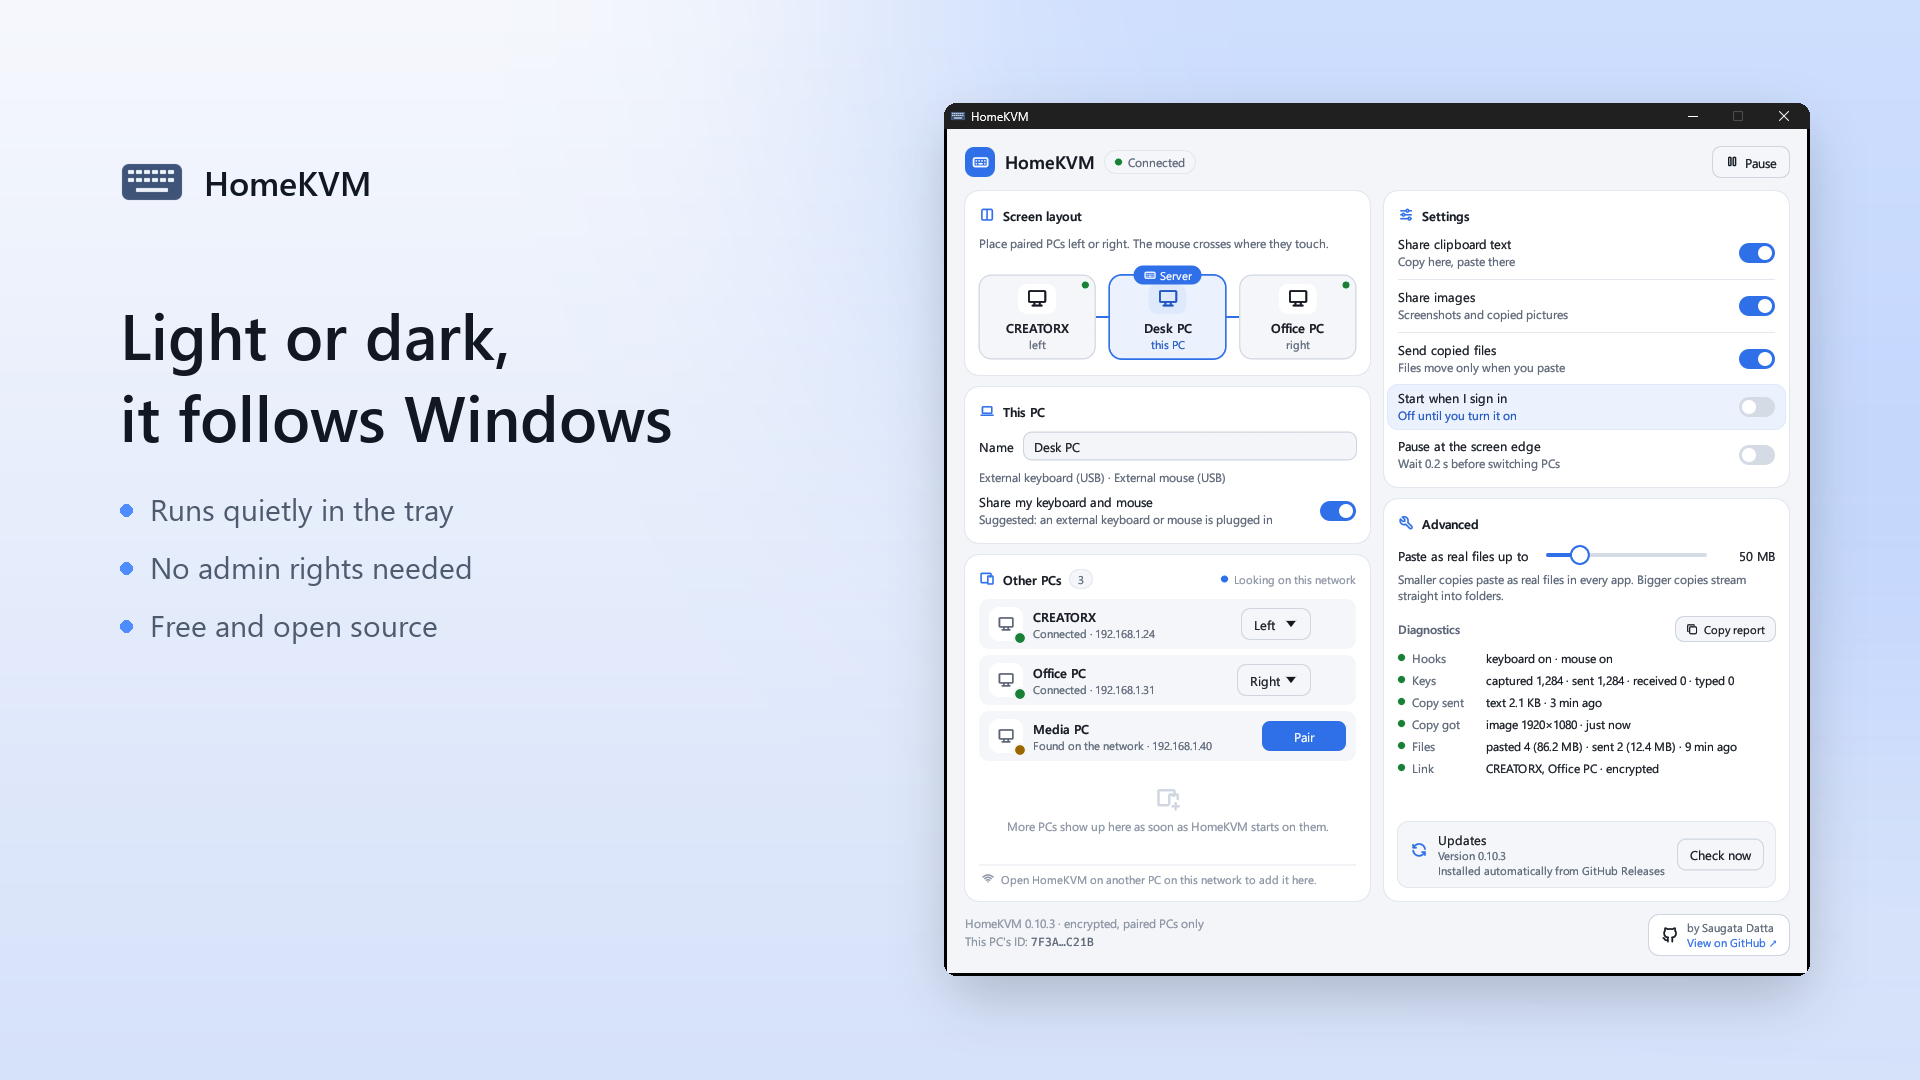 HomeKVM
Light or dark,
it follows Windows
Runs quietly in the tray
No admin rights needed
Free and open source
HomeKVM
HomeKVM
Connected
Pause
Screen layout
Place paired PCs left or right. The mouse crosses where they touch.
CREATORX
left
Server
Desk PC
this PC
Office PC
right
This PC
Name
Desk PC
External keyboard (USB) · External mouse (USB)
Share my keyboard and mouse
Suggested: an external keyboard or mouse is plugged in
Other PCs 3
Looking on this network
CREATORX
Connected · 192.168.1.24
Left
Office PC
Connected · 192.168.1.31
Right
Media PC
Found on the network · 192.168.1.40
Pair
More PCs show up here as soon as HomeKVM starts on them.
Open HomeKVM on another PC on this network to add it here.
Settings
Share clipboard text
Copy here, paste there
Share images
Screenshots and copied pictures
Send copied files
Files move only when you paste
Start when I sign in
Off until you turn it on
Pause at the screen edge
Wait 0.2 s before switching PCs
Advanced
Paste as real files up to
50 MB
Smaller copies paste as real files in every app. Bigger copies stream
straight into folders.
Diagnostics
Copy report
Hooks keyboard on · mouse on
Keys captured 1,284 · sent 1,284 · received 0 · typed 0
Copy sent text 2.1 KB · 3 min ago
Copy got image 1920×1080 · just now
Files pasted 4 (86.2 MB) · sent 2 (12.4 MB) · 9 min ago
Link CREATORX, Office PC · encrypted
Updates
Version 0.10.3
Installed automatically from GitHub Releases
Check now
HomeKVM 0.10.3 · encrypted, paired PCs only
This PC's ID: 7F3A…C21B
by Saugata Datta
View on GitHub ↗